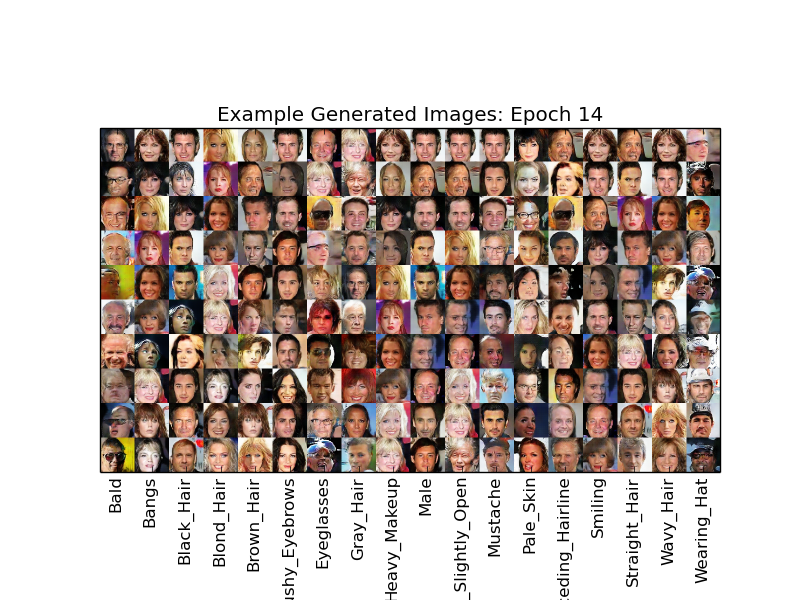 Example Generated Images: Epoch 14
Bald
Bangs
Black_Hair
Blond_Hair
Brown_Hair
ushy_Eyebrows
Eyeglasses
Gray_Hair
Heavy_Makeup
Male
_Slightly_Open
Mustache
Pale_Skin
ceding_Hairline
Smiling
Straight_Hair
Wavy_Hair
Wearing_Hat